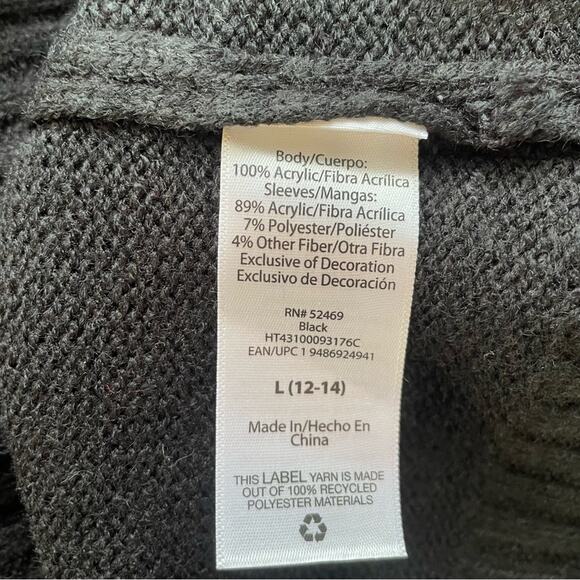 Body/Cuerpo:
100% Acrylic/Fibra Acrílica
Sleeves/Mangas:
89% Acrylic/Fibra Acrílica
7% Polyester/Poliéster
4% Other Fiber/Otra Fibra
Exclusive of Decoration
Exclusivo de Decoración
RN# 52469
Black
HT43100093176C
EAN/UPC 1 9486924941
L (12-14)
Made In/Hecho En
China
THIS LABEL YARN IS MADE
OUT OF 100% RECYCLED
POLYESTER MATERIALS